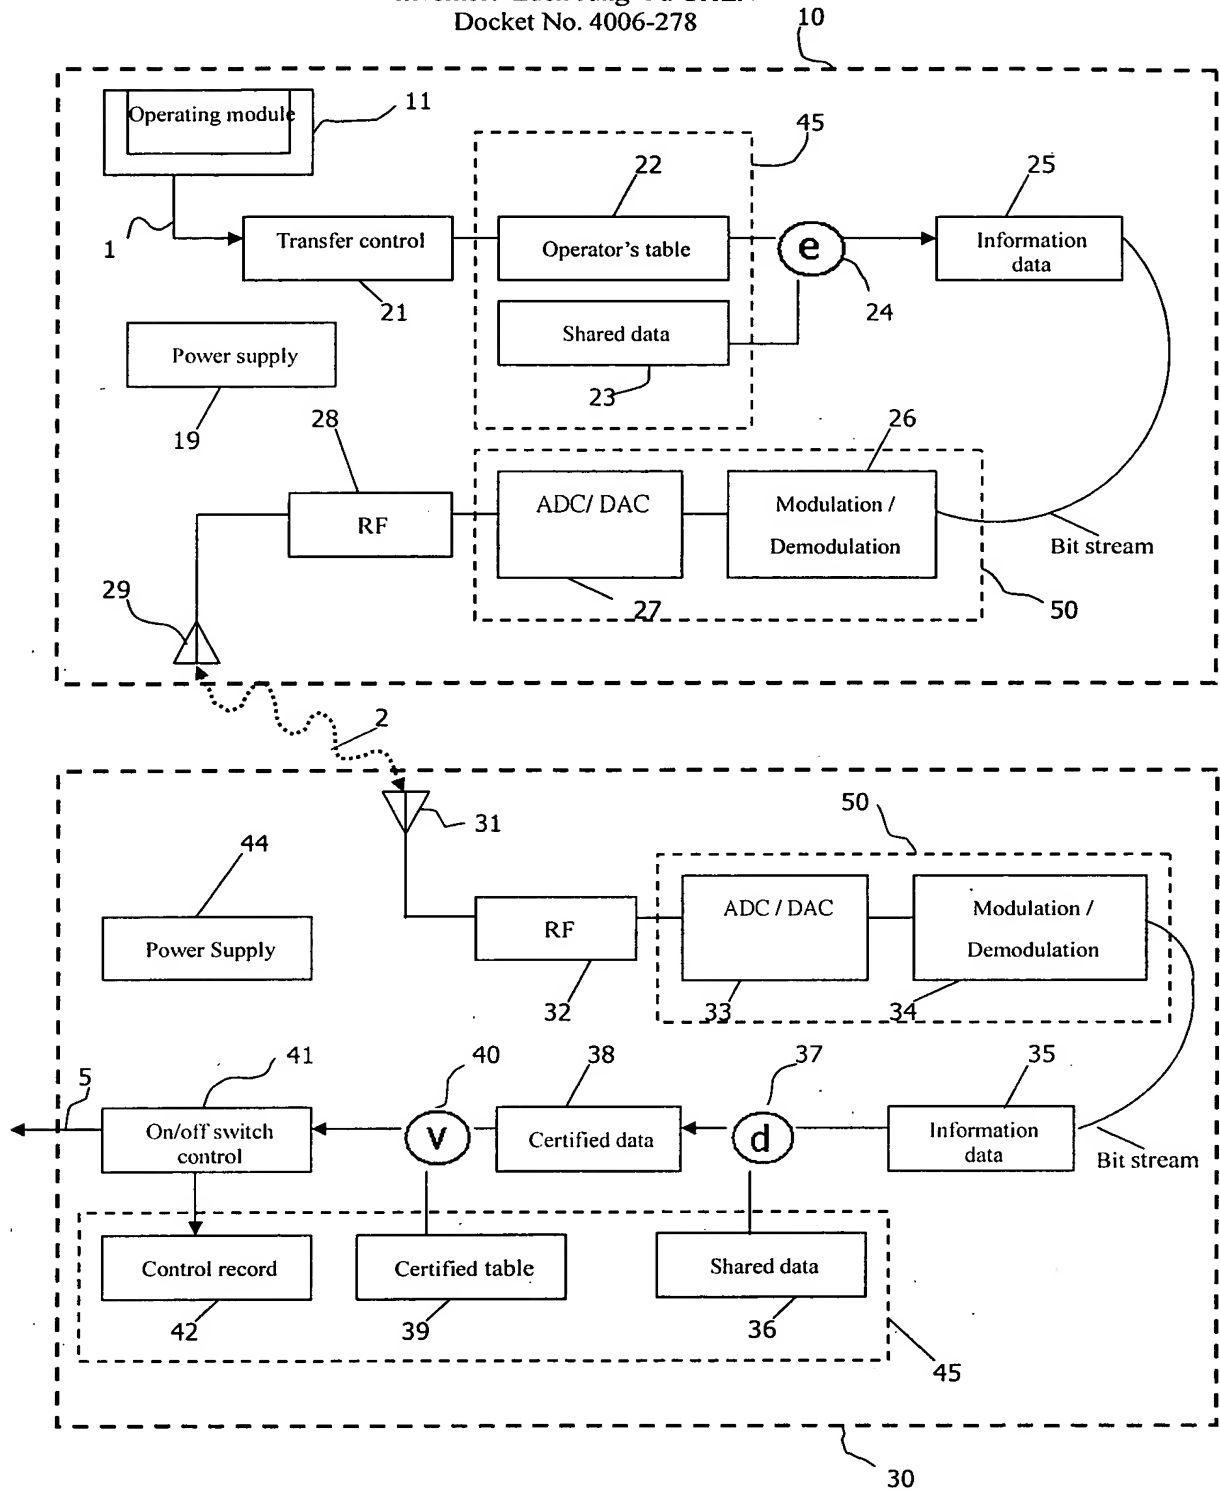 Docket No. 4006-278
10
Operating module
11
45
22
25
1
Transfer control
Operator's table
e
Information
data
21
24
Shared data
Power supply
23
19
28
26
RF
ADC/ DAC
Modulation /
Demodulation
Bit stream
29
27
50
2
31
50
44
ADC / DAC
Modulation /
Demodulation
RF
Power Supply
32
33
34
41
40
38
37
35
5
On/off switch
control
V
Certified data
d
Information
data
Bit stream
Control record
Certified table
Shared data
42
39
36
45
30